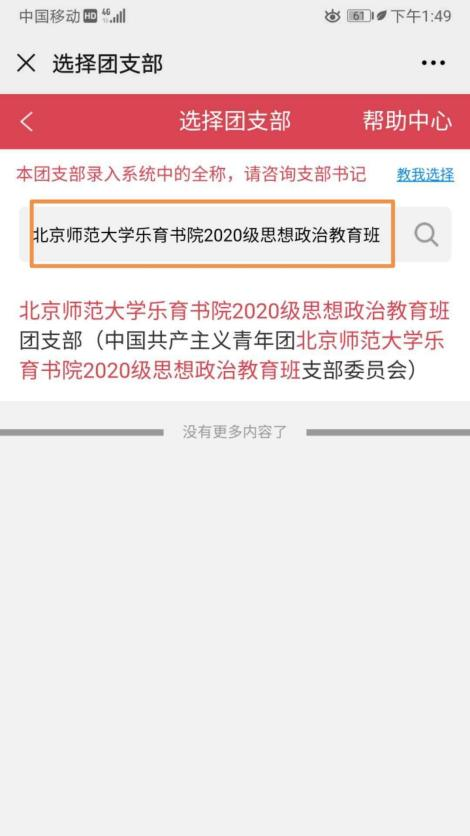 中国移动 HD 4G 61 下午1:49
选择团支部
选择团支部 帮助中心
本团支部录入系统中的全称，请咨询支部书记 教我选择
北京师范大学乐育书院2020级思想政治教育班
北京师范大学乐育书院2020级思想政治教育班
团支部（中国共产主义青年团北京师范大学乐
育书院2020级思想政治教育班支部委员会）
没有更多内容了